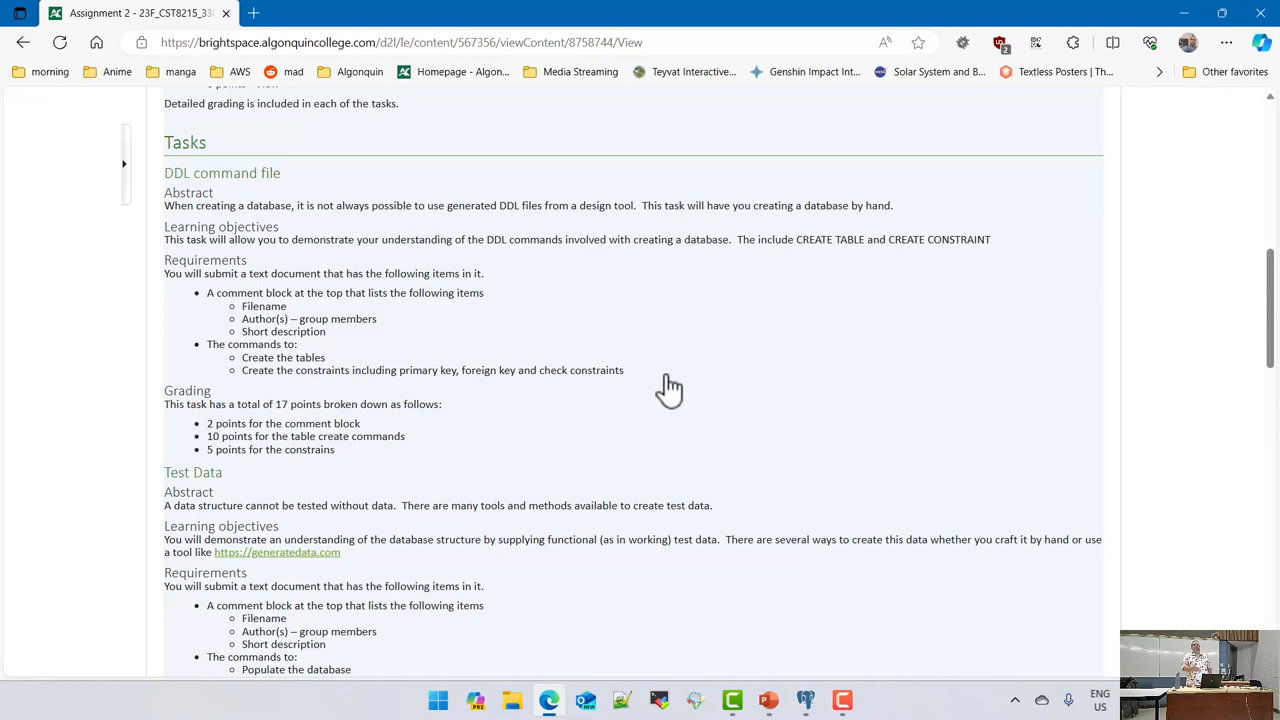 Assignment 2 - 23F_CST8215_33
https://brightspace.algonquincollege.com/d2l/le/content/567356/viewContent/8758744/View
2
morning
Anime
manga
AWS
mad
Algonquin
Homepage - Algon...
Media Streaming
Teyvat Interactive...
Genshin Impact Int...
Solar System and B...
Textless Posters | Th...
Other favorites
Detailed grading is included in each of the tasks.
Tasks
DDL command file
Abstract
When creating a database, it is not always possible to use generated DDL files from a design tool. This task will have you creating a database by hand.
Learning objectives
This task will allow you to demonstrate your understanding of the DDL commands involved with creating a database. The include CREATE TABLE and CREATE CONSTRAINT
Requirements
You will submit a text document that has the following items in it.
• A comment block at the top that lists the following items
○ Filename
○ Author(s) – group members
○ Short description
• The commands to:
○ Create the tables
○ Create the constraints including primary key, foreign key and check constraints
Grading
This task has a total of 17 points broken down as follows:
• 2 points for the comment block
• 10 points for the table create commands
• 5 points for the constrains
Test Data
Abstract
A data structure cannot be tested without data. There are many tools and methods available to create test data.
Learning objectives
You will demonstrate an understanding of the database structure by supplying functional (as in working) test data. There are several ways to create this data whether you craft it by hand or use
a tool like https://generatedata.com
Requirements
You will submit a text document that has the following items in it.
• A comment block at the top that lists the following items
○ Filename
○ Author(s) – group members
○ Short description
• The commands to:
○ Populate the database
ENG
US